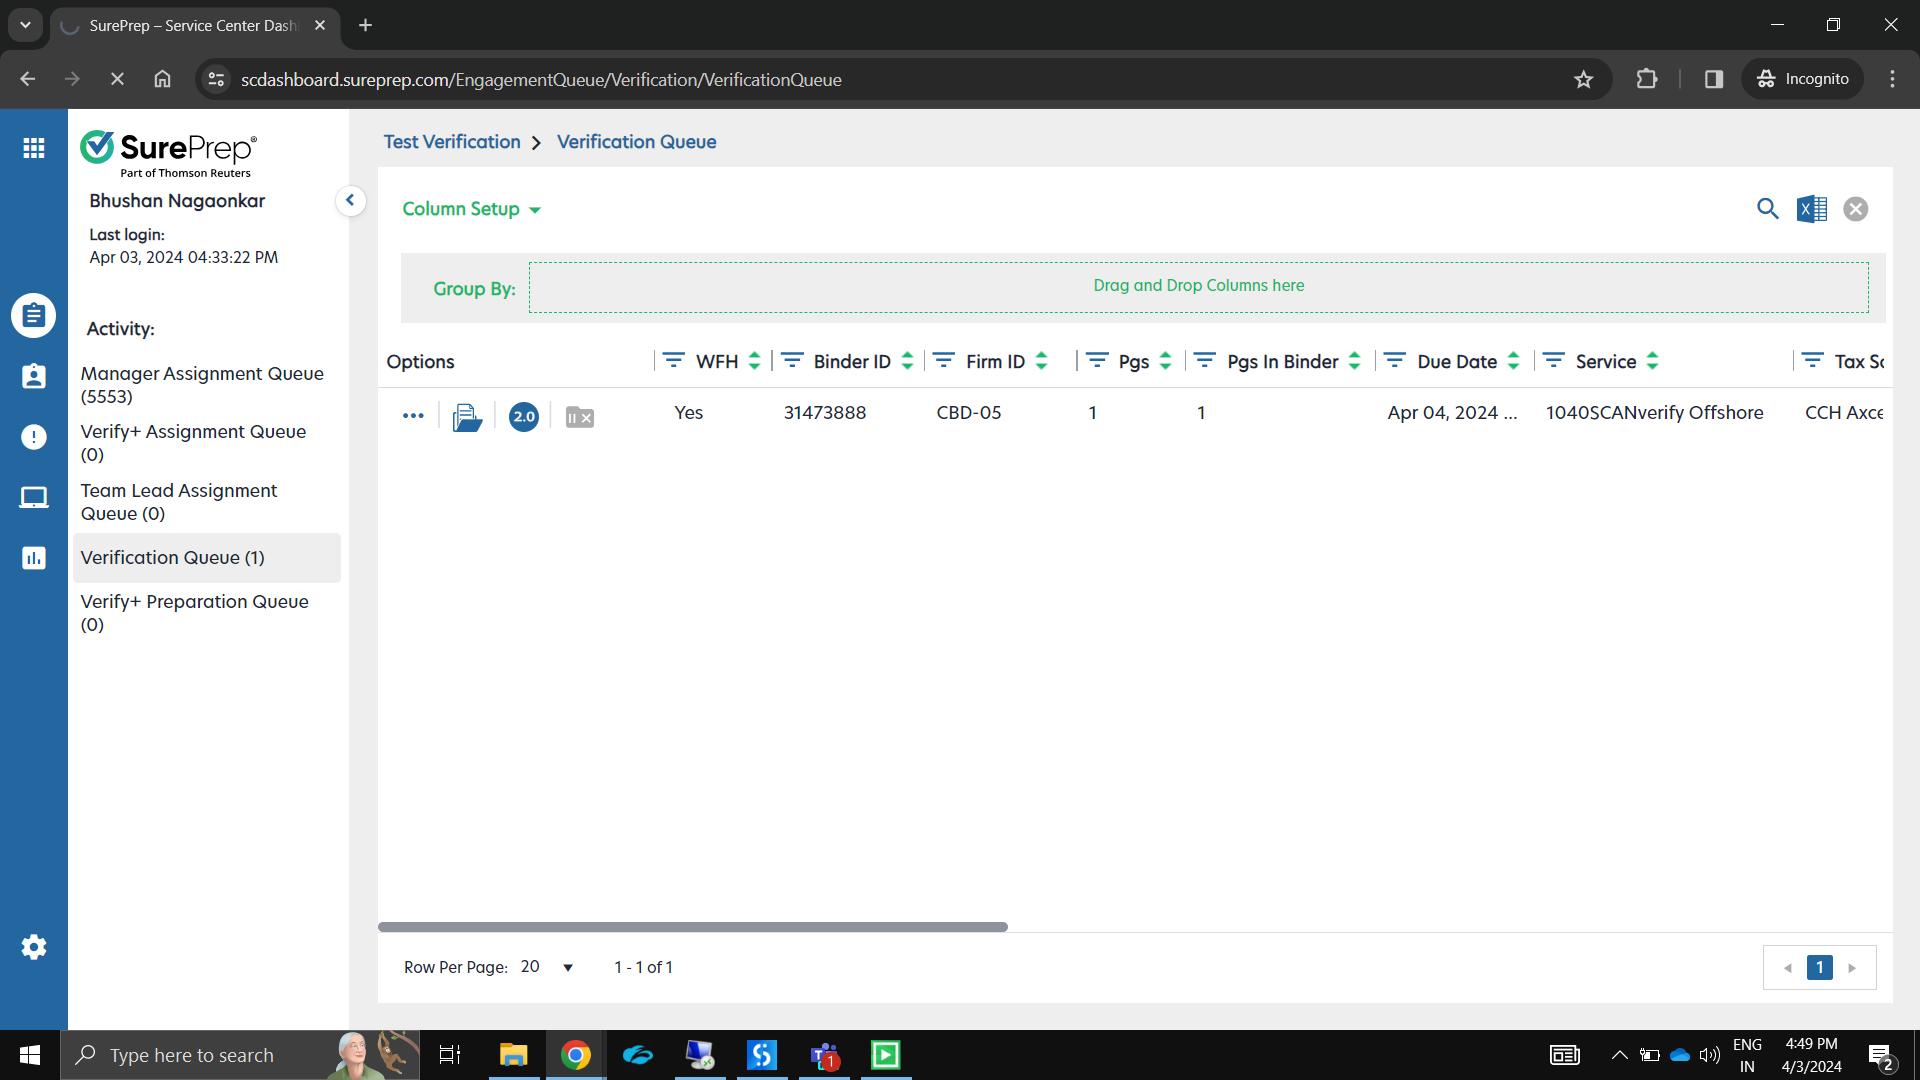 SurePrep – Service Center Dash
scdashboard.sureprep.com/EngagementQueue/Verification/VerificationQueue
Incognito
SurePrep®
Part of Thomson Reuters
Bhushan Nagaonkar
Last login:
Apr 03, 2024 04:33:22 PM
Activity:
Manager Assignment Queue
(5553)
Verify+ Assignment Queue
(0)
Team Lead Assignment
Queue (0)
Verification Queue (1)
Verify+ Preparation Queue
(0)
Test Verification > Verification Queue
Column Setup
Group By:
Drag and Drop Columns here
Options WFH Binder ID Firm ID Pgs Pgs In Binder Due Date Service Tax So
2.0 Yes 31473888 CBD-05 1 1 Apr 04, 2024 ... 1040SCANverify Offshore CCH Axce
Row Per Page: 20 1 - 1 of 1
1
Type here to search
1
ENG
IN
4:49 PM
4/3/2024
2